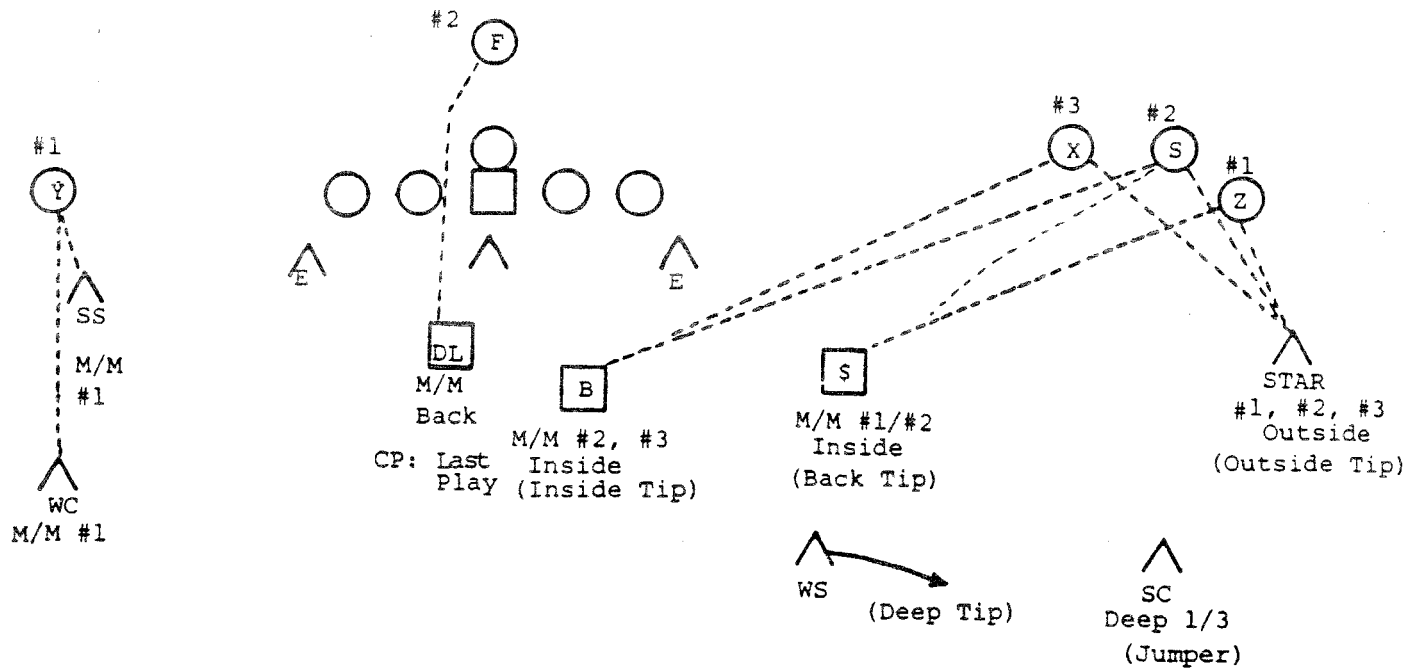 #2
F
#3
#2
#1
X
S
#1
Y
Z
E
E
SS
M/M
#1
DL
M/M
Back
CP: Last
Play
B
M/M #2, #3
Inside
(Inside Tip)
$
M/M #1/#2
Inside
(Back Tip)
STAR
#1, #2, #3
Outside
(Outside Tip)
WC
M/M #1
WS
(Deep Tip)
SC
Deep 1/3
(Jumper)